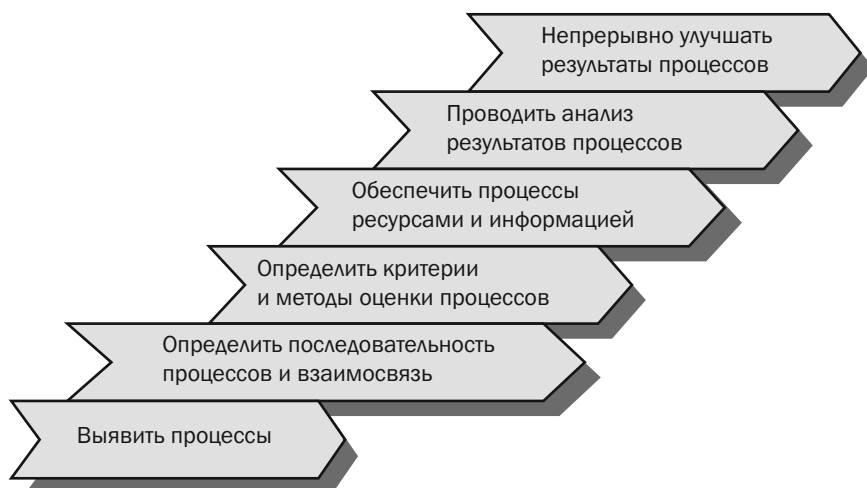 Непрерывно улучшать
результаты процессов
Проводить анализ
результатов процессов
Обеспечить процессы
ресурсами и информацией
Определить критерии
и методы оценки процессов
Определить последовательность
процессов и взаимосвязь
Выявить процессы